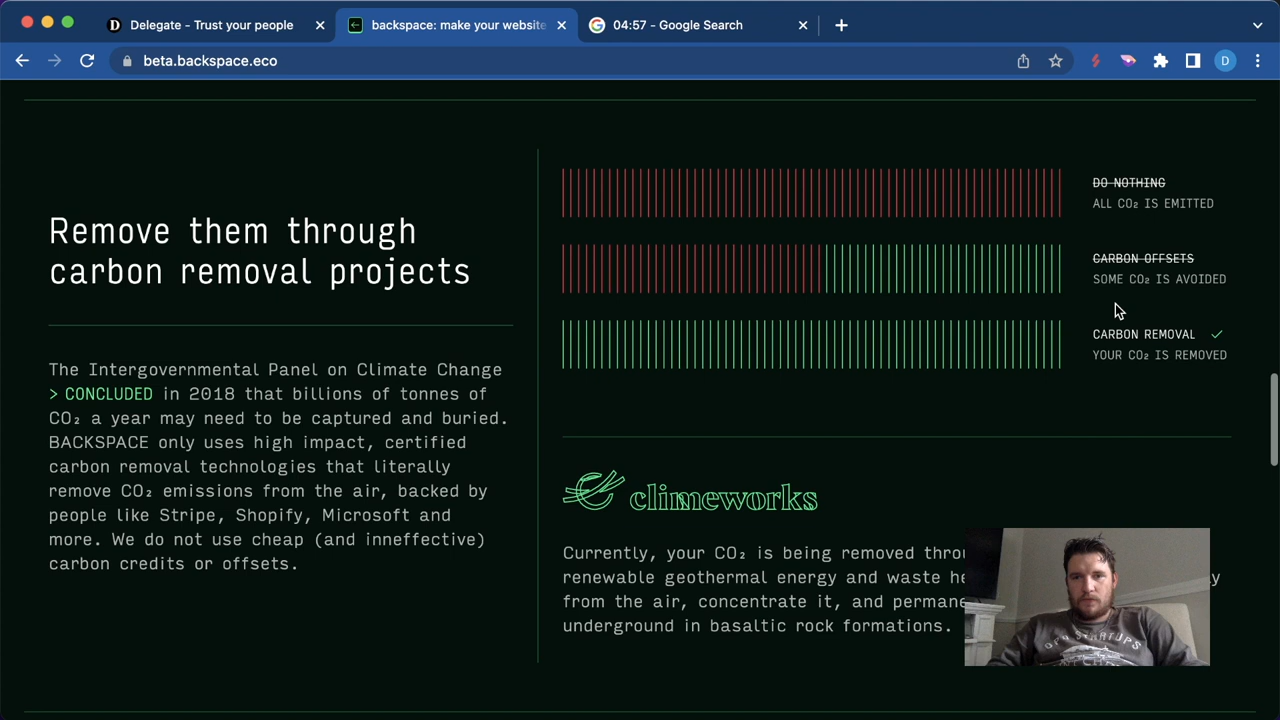 Delegate - Trust your people
backspace: make your website
04:57 - Google Search
beta.backspace.eco
D
Remove them through
carbon removal projects
The Intergovernmental Panel on Climate Change
> CONCLUDED in 2018 that billions of tonnes of
CO₂ a year may need to be captured and buried.
BACKSPACE only uses high impact, certified
carbon removal technologies that literally
remove CO₂ emissions from the air, backed by
people like Stripe, Shopify, Microsoft and
more. We do not use cheap (and inneffective)
carbon credits or offsets.
DO NOTHING
ALL CO₂ IS EMITTED
CARBON OFFSETS
SOME CO₂ IS AVOIDED
CARBON REMOVAL ✓
YOUR CO₂ IS REMOVED
climeworks
Currently, your CO₂ is being removed
renewable geothermal energy and waste
from the air, concentrate it, and
underground in basaltic rock formations.
STARTUPS